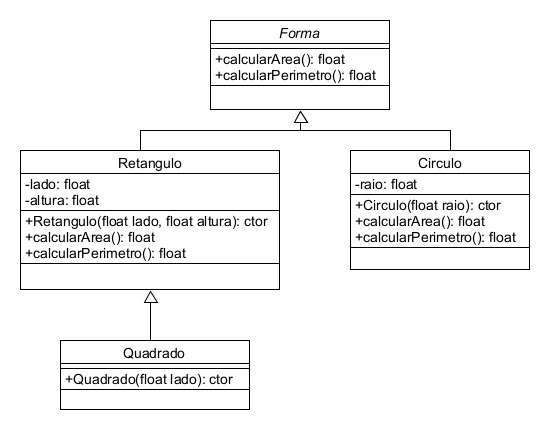 Forma
+calcularArea(): float
+calcularPerimetro(): float
Retangulo
-lado: float
-altura: float
+Retangulo(float lado, float altura): ctor
+calcularArea(): float
+calcularPerimetro(): float
Circulo
-raio: float
+Circulo(float raio): ctor
+calcularArea(): float
+calcularPerimetro(): float
Quadrado
+Quadrado(float lado): ctor